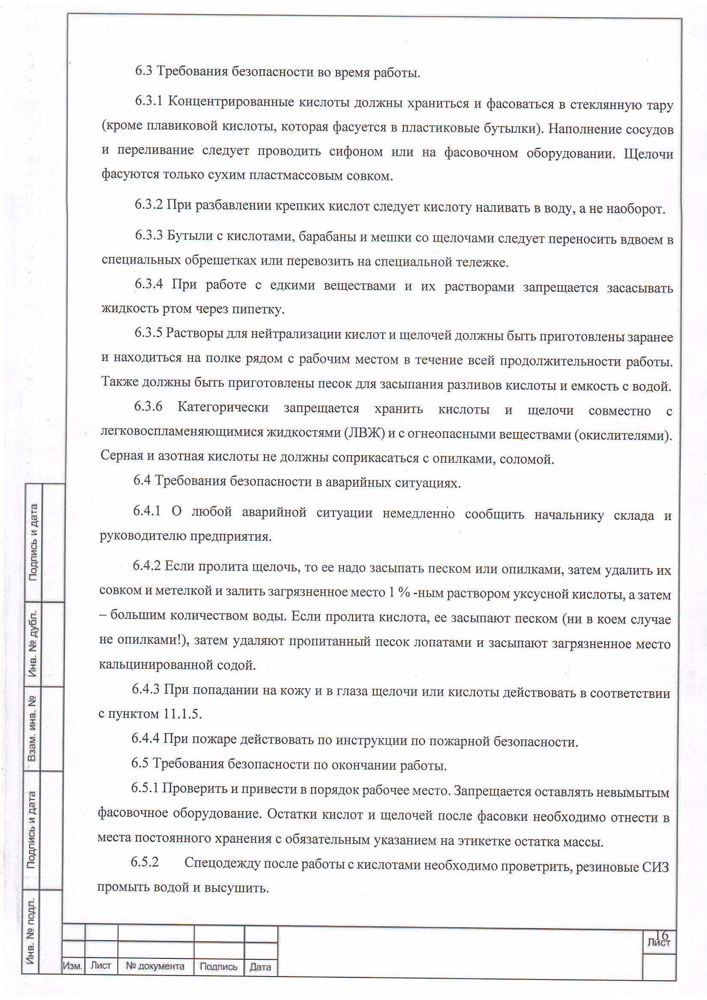 6.3 Требования безопасности во время работы.
6.3.1 Концентрированные кислоты должны храниться и фасоваться в стеклянную тару
(кроме плавиковой кислоты, которая фасуется в пластиковые бутылки). Наполнение сосудов
и переливание следует проводить сифоном или на фасовочном оборудовании. Щелочи
фасуются только сухим пластмассовым совком.
6.3.2 При разбавлении крепких кислот следует кислоту наливать в воду, а не наоборот.
6.3.3 Бутыли с кислотами, барабаны и мешки со щелочами следует переносить вдвоем в
специальных обрешетках или перевозить на специальной тележке.
6.3.4 При работе с едкими веществами и их растворами запрещается засасывать
жидкость ртом через пипетку.
6.3.5 Растворы для нейтрализации кислот и щелочей должны быть приготовлены заранее
и находиться на полке рядом с рабочим местом в течение всей продолжительности работы.
Также должны быть приготовлены песок для засыпания разливов кислоты и емкость с водой.
6.3.6 Категорически запрещается хранить кислоты и щелочи совместно с
легковоспламеняющимися жидкостями (ЛВЖ) и с огнеопасными веществами (окислителями).
Серная и азотная кислоты не должны соприкасаться с опилками, соломой.
6.4 Требования безопасности в аварийных ситуациях.
6.4.1 О любой аварийной ситуации немедленно сообщить начальнику склада и
руководителю предприятия.
6.4.2 Если пролита щелочь, то ее надо засыпать песком или опилками, затем удалить их
совком и метелкой и залить загрязненное место 1 % -ным раствором уксусной кислоты, а затем
– большим количеством воды. Если пролита кислота, ее засыпают песком (ни в коем случае
не опилками!), затем удаляют пропитанный песок лопатами и засыпают загрязненное место
кальцинированной содой.
6.4.3 При попадании на кожу и в глаза щелочи или кислоты действовать в соответствии
с пунктом 11.1.5.
6.4.4 При пожаре действовать по инструкции по пожарной безопасности.
6.5 Требования безопасности по окончании работы.
6.5.1 Проверить и привести в порядок рабочее место. Запрещается оставлять невымытым
фасовочное оборудование. Остатки кислот и щелочей после фасовки необходимо отнести в
места постоянного хранения с обязательным указанием на этикетке остатка массы.
6.5.2 Спецодежду после работы с кислотами необходимо проветрить, резиновые СИЗ
промыть водой и высушить.
Подпись и дата
Инв. № дубл.
Взам. инв. №
Подпись и дата
Инв. № подп.
Изм. Лист № документа Подпись Дата
16
Лист